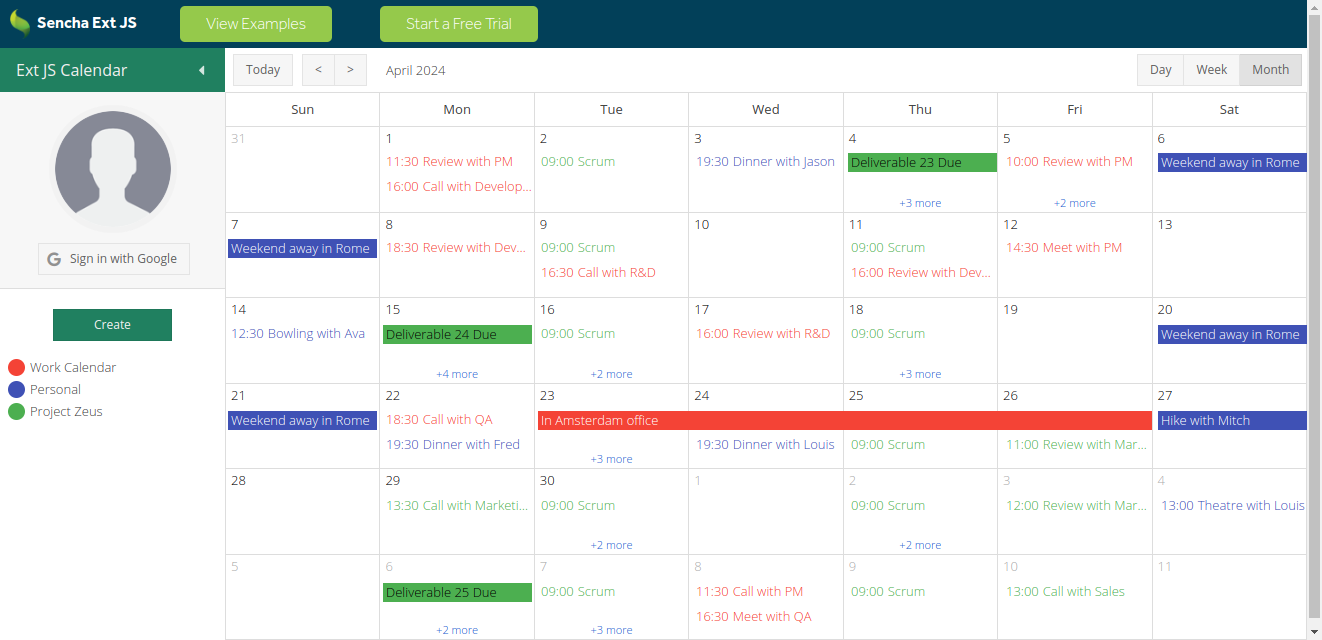 Sencha Ext JS
View Examples
Start a Free Trial
Ext JS Calendar
Today
<
>
April 2024
Day
Week
Month
Sign in with Google
Create
Work Calendar
Personal
Project Zeus
Sun Mon Tue Wed Thu Fri Sat
31 1 2 3 4 5 6
11:30 Review with PM
16:00 Call with Develop...
09:00 Scrum
19:30 Dinner with Jason
Deliverable 23 Due
+3 more
10:00 Review with PM
+2 more
Weekend away in Rome
7 8 9 10 11 12 13
Weekend away in Rome
18:30 Review with Dev...
09:00 Scrum
16:30 Call with R&D
09:00 Scrum
16:00 Review with Dev...
14:30 Meet with PM
14 15 16 17 18 19 20
12:30 Bowling with Ava
Deliverable 24 Due
+4 more
09:00 Scrum
+2 more
16:00 Review with R&D
09:00 Scrum
+3 more
Weekend away in Rome
21 22 23 24 25 26 27
Weekend away in Rome
18:30 Call with QA
19:30 Dinner with Fred
In Amsterdam office
+3 more
19:30 Dinner with Louis
09:00 Scrum
11:00 Review with Mar...
Hike with Mitch
28 29 30 1 2 3 4
13:30 Call with Marketi...
09:00 Scrum
+2 more
09:00 Scrum
+2 more
12:00 Review with Mar...
13:00 Theatre with Louis
5 6 7 8 9 10 11
Deliverable 25 Due
+2 more
09:00 Scrum
+3 more
11:30 Call with PM
16:30 Meet with QA
09:00 Scrum
13:00 Call with Sales